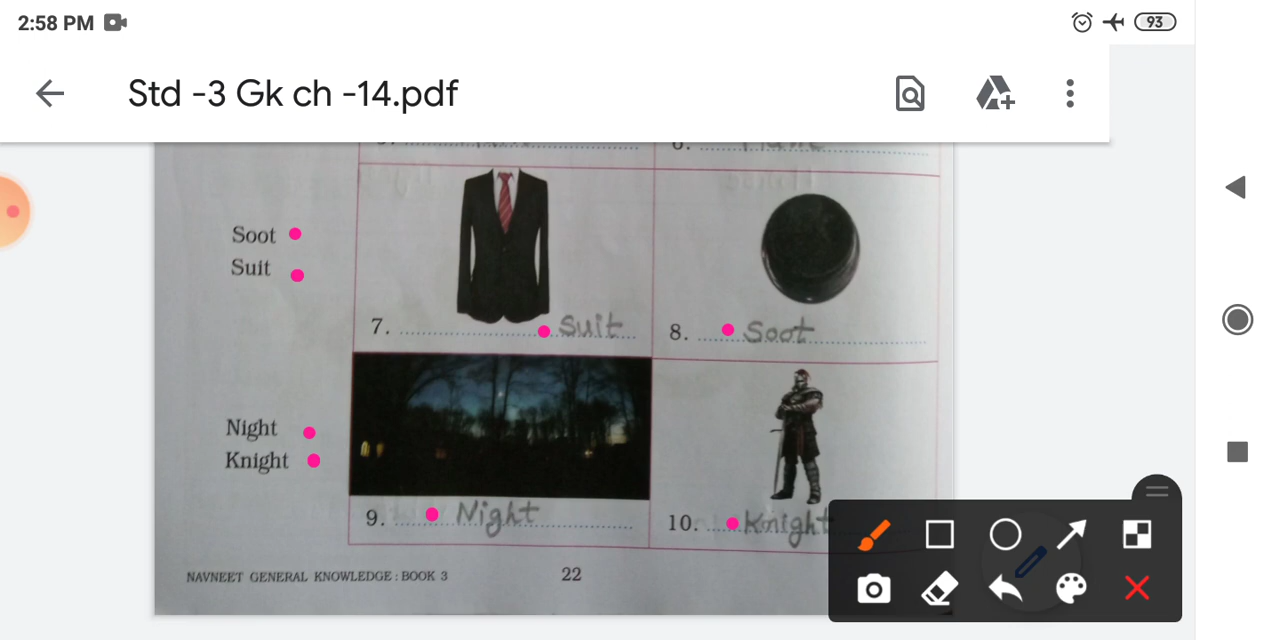 2:58 PM
93
Std -3 Gk ch -14.pdf
6.
Soot
Suit
7. Suit
8. Soot
Night
Knight
9. Night
10. Knight
NAVNEET GENERAL KNOWLEDGE : BOOK 3
22